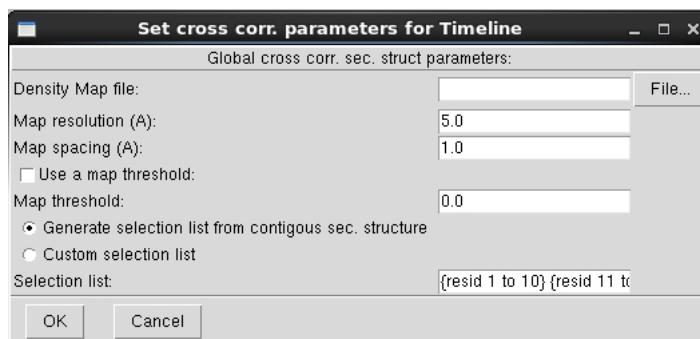 Set cross corr. parameters for Timeline
Global cross corr. sec. struct parameters:
Density Map file: File...
Map resolution (A): 5.0
Map spacing (A): 1.0
Use a map threshold:
Map threshold: 0.0
Generate selection list from contigous sec. structure
Custom selection list
Selection list: {resid 1 to 10} {resid 11 to
OK Cancel